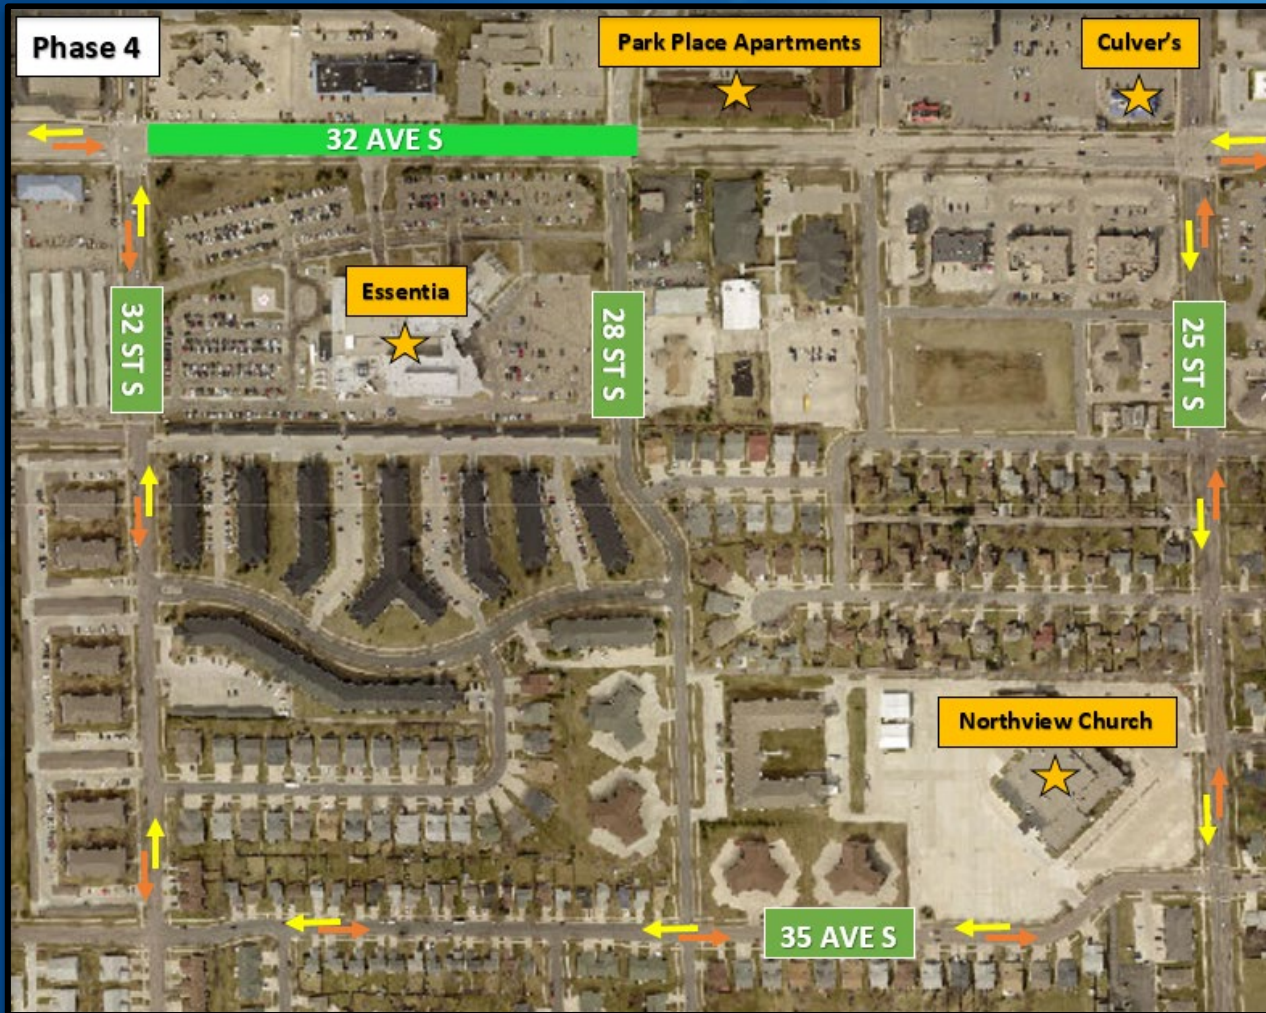 Phase 4
Park Place Apartments
Culver's
32 AVE S
Essentia
32 ST S
28 ST S
25 ST S
Northview Church
35 AVE S